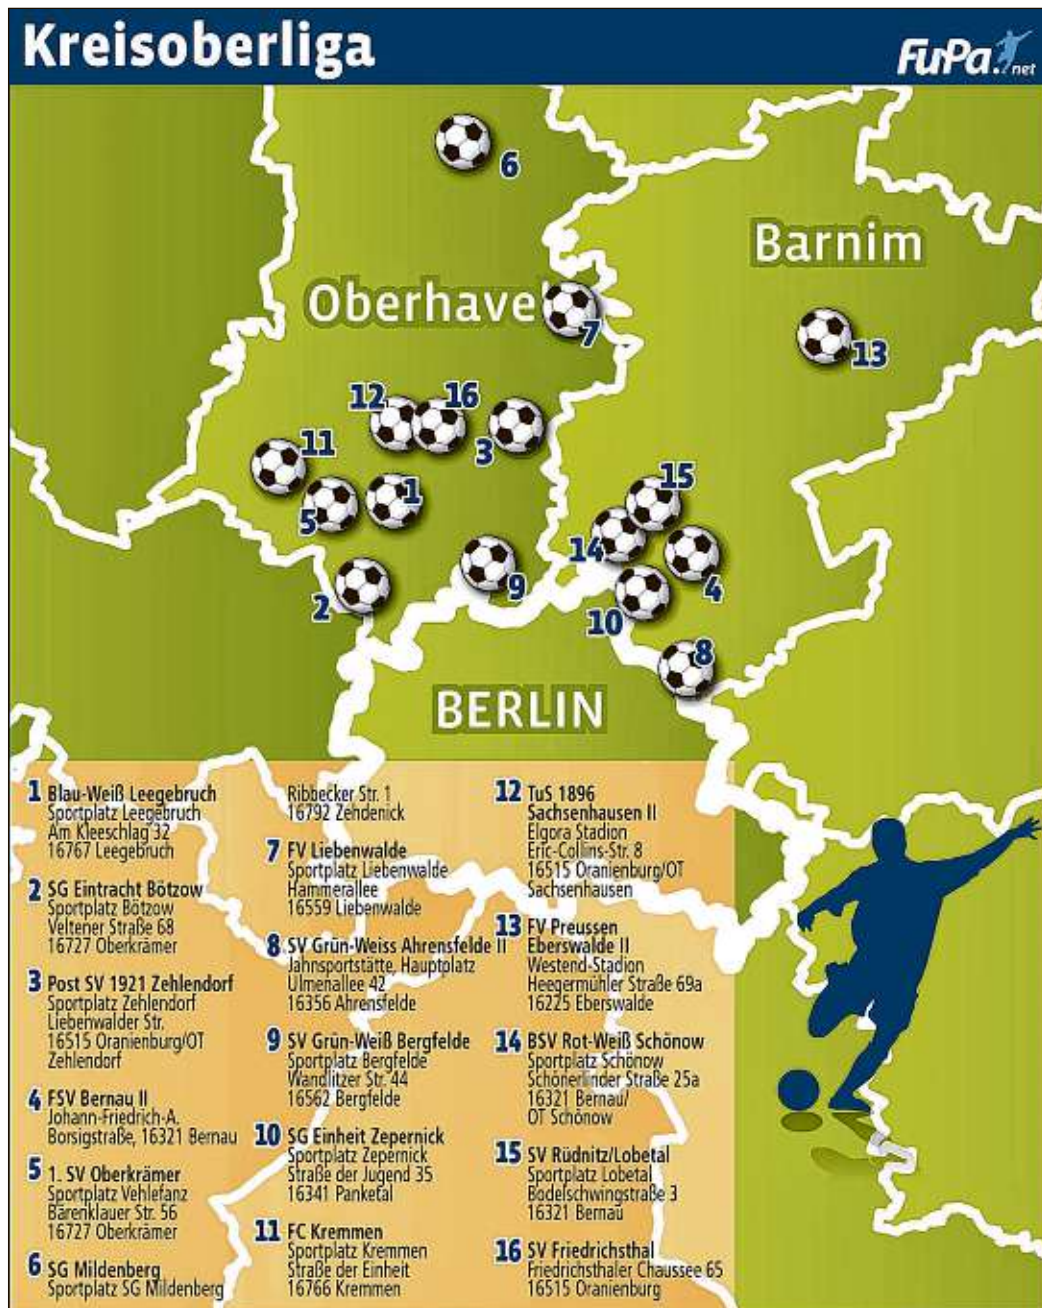 Kreisoberliga
FuPa.net
6
Barnim
Oberhavel
7
13
12
16
3
11
15
1
5
14
9
4
2
10
8
BERLIN
1 Blau-Weiß Leegebruch
Sportplatz Leegebruch
Am Kleeschlag 32
16767 Leegebruch
2 SG Eintracht Bötzow
Sportplatz Bötzow
Veltener Straße 68
16727 Oberkrämer
3 Post SV 1921 Zehlendorf
Sportplatz Zehlendorf
Liebenwalder Str.
16515 Oranienburg/OT
Zehlendorf
4 FSV Bernau II
Johann-Friedrich-A.
Borsigstraße, 16321 Bernau
5 1. SV Oberkrämer
Sportplatz Vehlefanz
Bärenklauer Str. 56
16727 Oberkrämer
6 SG Mildenberg
Sportplatz SG Mildenberg
Ribbecker Str. 1
16792 Zehdenick
7 FV Liebenwalde
Sportplatz Liebenwalde
Hammerallee
16559 Liebenwalde
8 SV Grün-Weiss Ahrensfelde II
Jahnsportstätte, Hauptplatz
Ulmenallee 42
16356 Ahrensfelde
9 SV Grün-Weiß Bergfelde
Sportplatz Bergfelde
Wandlitzer Str. 44
16562 Bergfelde
10 SG Einheit Zepernick
Sportplatz Zepernick
Straße der Jugend 35
16341 Panketal
11 FC Kremmen
Sportplatz Kremmen
Straße der Einheit
16766 Kremmen
12 TuS 1896
Sachsenhausen II
Elgora Stadion
Eric-Collins-Str. 8
16515 Oranienburg/OT
Sachsenhausen
13 FV Preussen
Eberswalde II
Westend-Stadion
Heegermühler Straße 69a
16225 Eberswalde
14 BSV Rot-Weiß Schönow
Sportplatz Schönow
Schönerlinder Straße 25a
16321 Bernau/
OT Schönow
15 SV Rüdnitz/Lobetal
Sportplatz Lobetal
Bodelschwingstraße 3
16321 Bernau
16 SV Friedrichsthal
Friedrichsthaler Chaussee 65
16515 Oranienburg